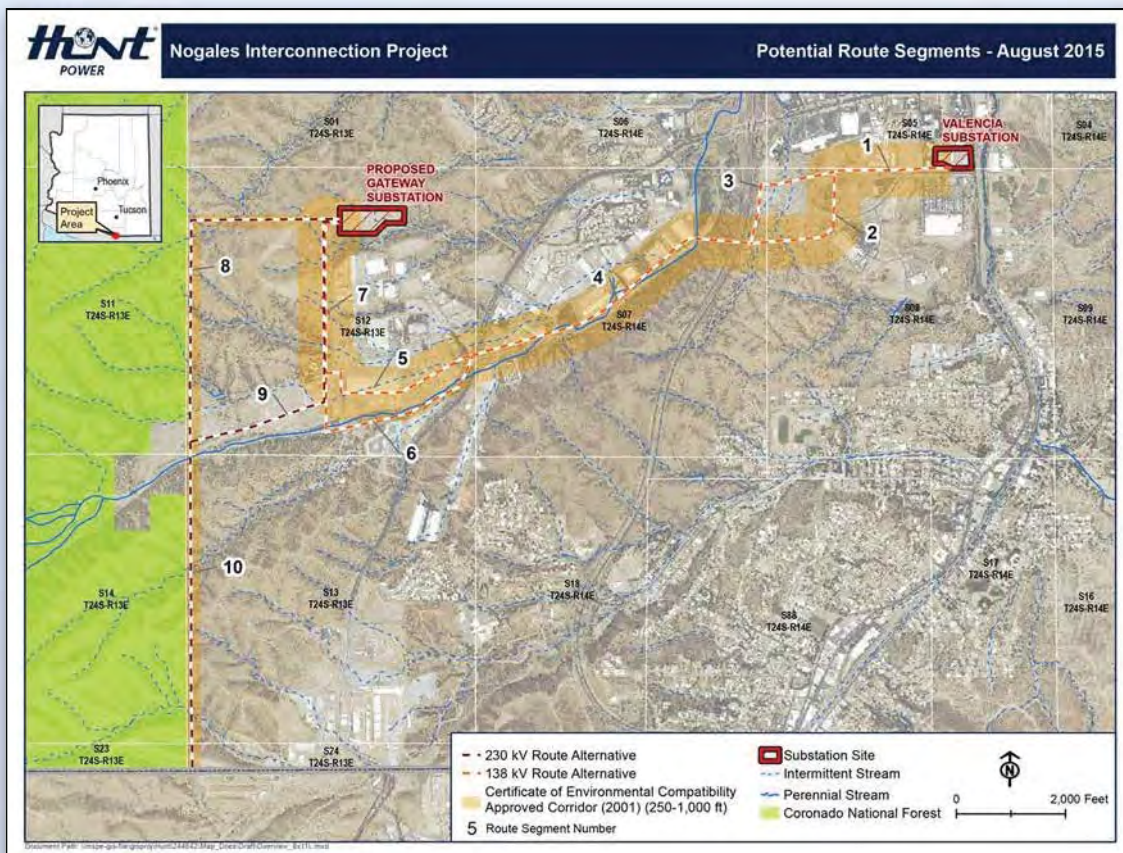 Hunt
POWER
Nogales Interconnection Project
Potential Route Segments - August 2015
S01
T24S-R13E
S06
T24S-R14E
S05
T24S-R14E
VALENCIA
SUBSTATION
S04
T24S-R14E
Phoenix
Tucson
Project
Area
PROPOSED
GATEWAY
SUBSTATION
1
3
2
8
7
4
S11
T24S-R13E
S12
T24S-R13E
S07
T24S-R14E
S08
T24S-R14E
S09
T24S-R14E
5
9
6
10
S14
T24S-R13E
S13
T24S-R13E
S18
T24S-R14E
S17
T24S-R14E
S16
T24S-R14E
T24S-R14E
S23
T24S-R13E
S24
T24S-R13E
230 kV Route Alternative
138 kV Route Alternative
Certificate of Environmental Compatibility
Approved Corridor (2001) (250-1,000 ft)
5 Route Segment Number
Substation Site
Intermittent Stream
Perennial Stream
Coronado National Forest
N
0 2,000 Feet
Document Path: